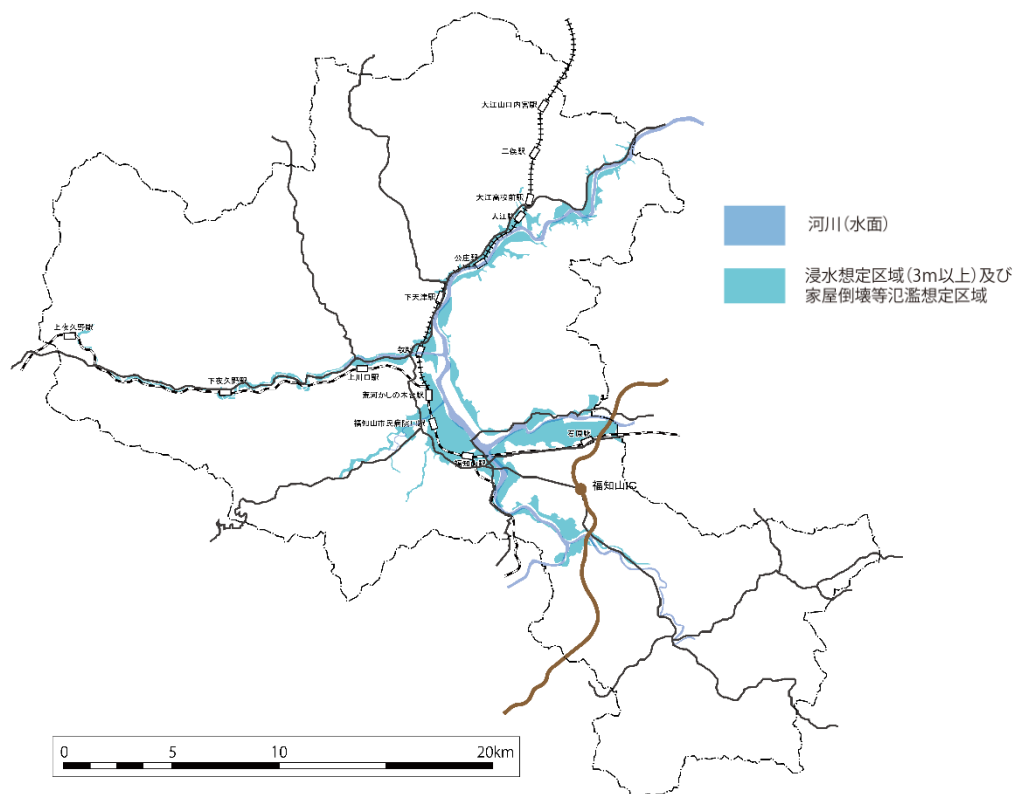 大江山口内宮駅
二俣駅
大江高校前駅
大江駅
公庄駅
下天津駅
牧駅
上夜久野駅
下夜久野駅
上川口駅
荒河かしの木台駅
福知山市民病院口駅
福知山駅
石原駅
福知山IC
河川(水面)
浸水想定区域(3m以上)及び
家屋倒壊等氾濫想定区域
0
5
10
20km